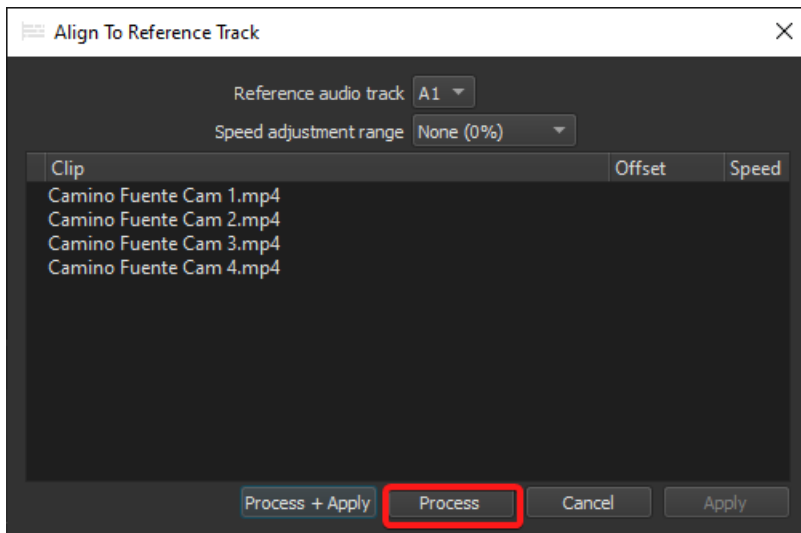 Align To Reference Track
Reference audio track A1
Speed adjustment range None (0%)
Clip Offset Speed
Camino Fuente Cam 1.mp4
Camino Fuente Cam 2.mp4
Camino Fuente Cam 3.mp4
Camino Fuente Cam 4.mp4
Process + Apply Process Cancel Apply